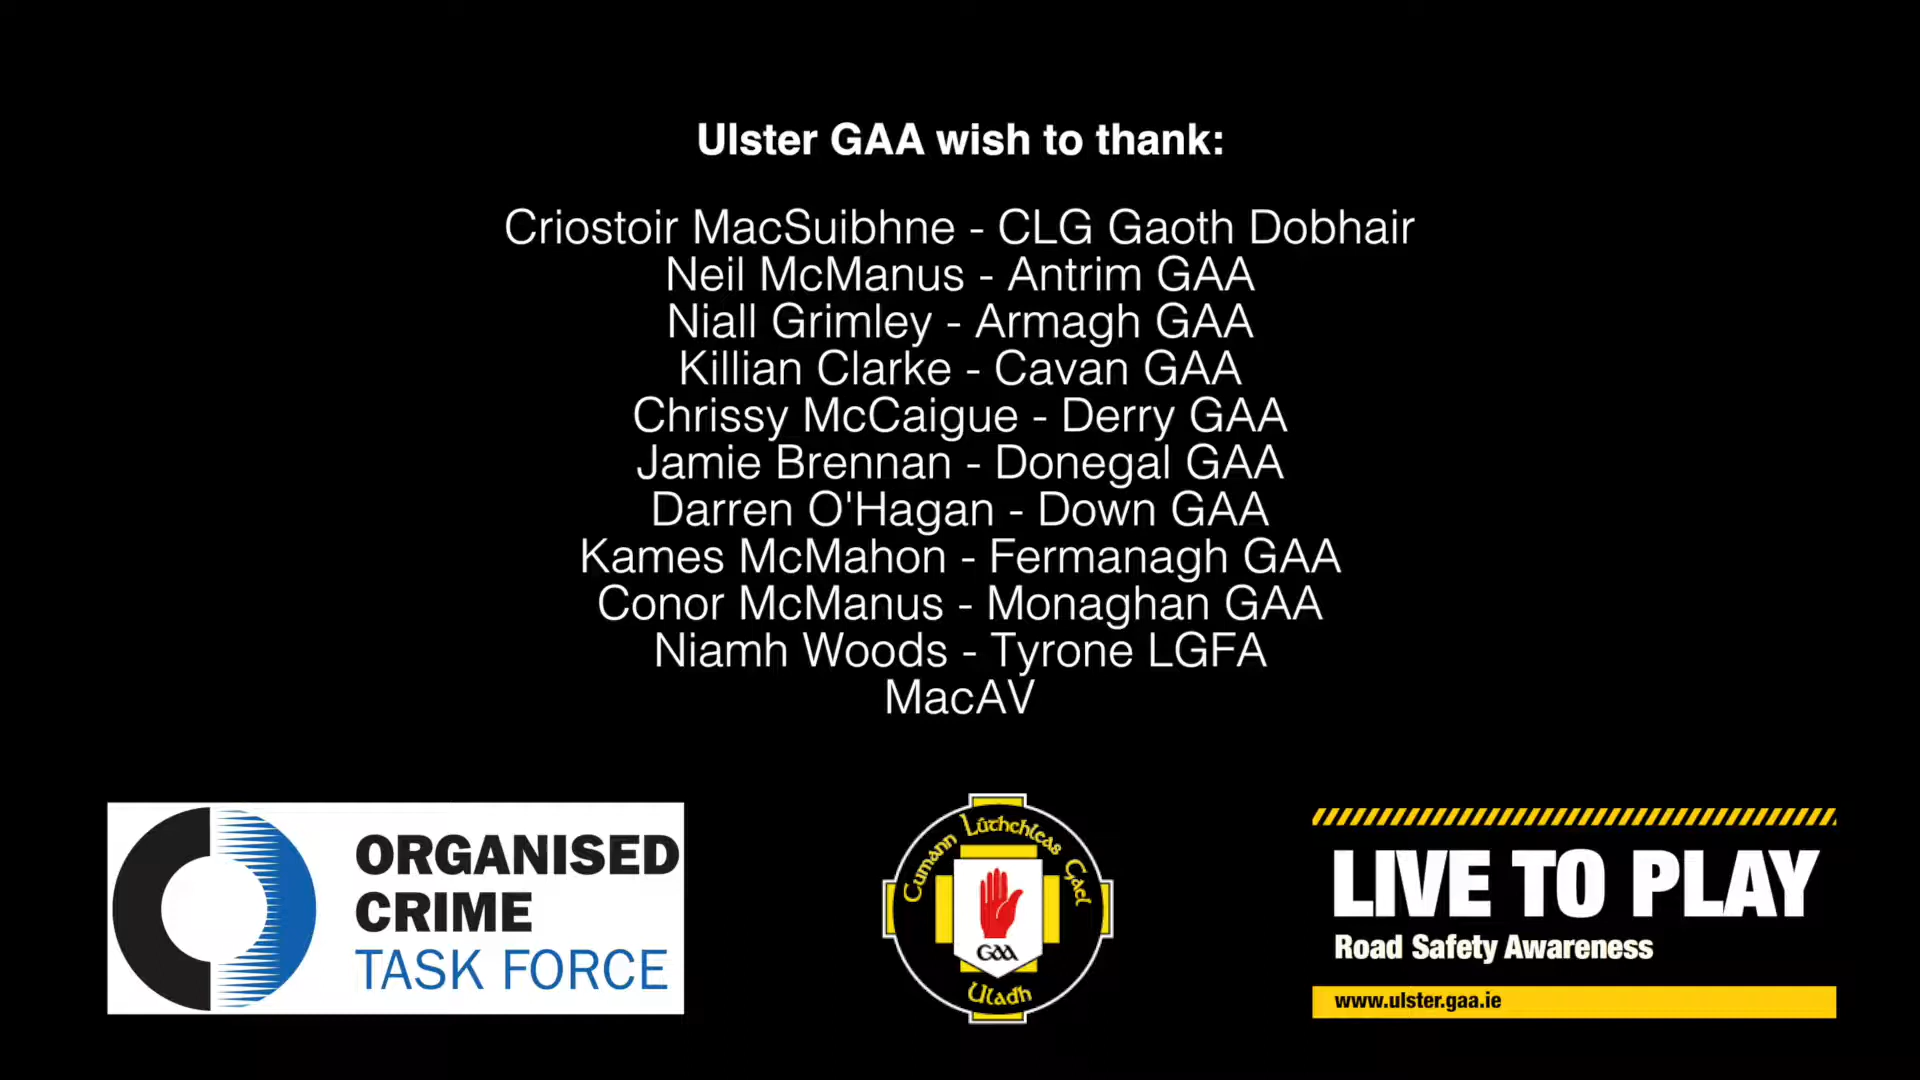 Ulster GAA wish to thank:
Criostoir MacSuibhne - CLG Gaoth Dobhair
Neil McManus - Antrim GAA
Niall Grimley - Armagh GAA
Killian Clarke - Cavan GAA
Chrissy McCaigue - Derry GAA
Jamie Brennan - Donegal GAA
Darren O'Hagan - Down GAA
Kames McMahon - Fermanagh GAA
Conor McManus - Monaghan GAA
Niamh Woods - Tyrone LGFA
MacAV
ORGANISED
CRIME
TASK FORCE
Cumann Lúthchleas Gael
GAA
Uladh
LIVE TO PLAY
Road Safety Awareness
www.ulster.gaa.ie